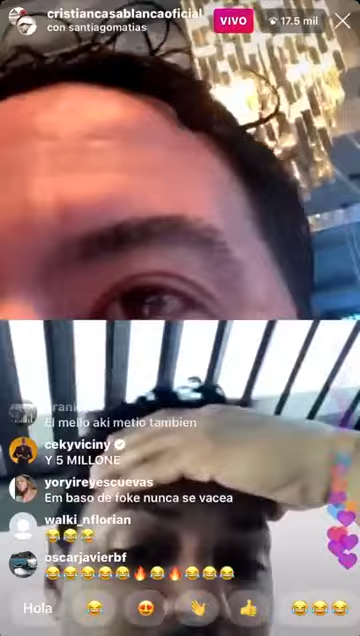 cristiancasablancaoficial
con santiagomatias
VIVO
17.5 mil
El mello aki metio tambien
cekyviciny
Y 5 MILLONE
yoryireyescuevas
Em baso de foke nunca se vacea
walki_nflorian
😂😂😂
oscarjavierbf
😂😂😂😂😂🔥😂🔥😂😂😂
Hola
😂 😍 👋 👍 😂😂😂